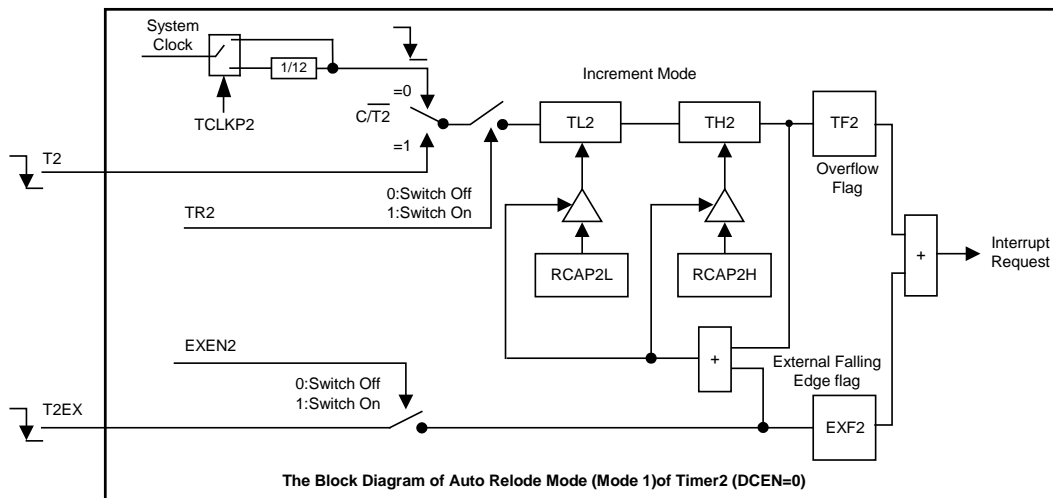 System
Clock
1/12
TCLKP2
=0
C/T2
=1
Increment Mode
TL2
TH2
TF2
Overflow
Flag
T2
0:Switch Off
1:Switch On
TR2
RCAP2L
RCAP2H
+
Interrupt
Request
EXEN2
0:Switch Off
1:Switch On
+
External Falling
Edge flag
T2EX
EXF2
The Block Diagram of Auto Relode Mode (Mode 1)of Timer2 (DCEN=0)